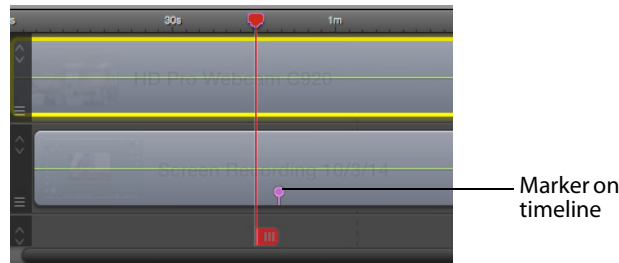 s 30s 1m
HD Pro Webcam C920
Screen Recording 10/3/14
Marker on
timeline